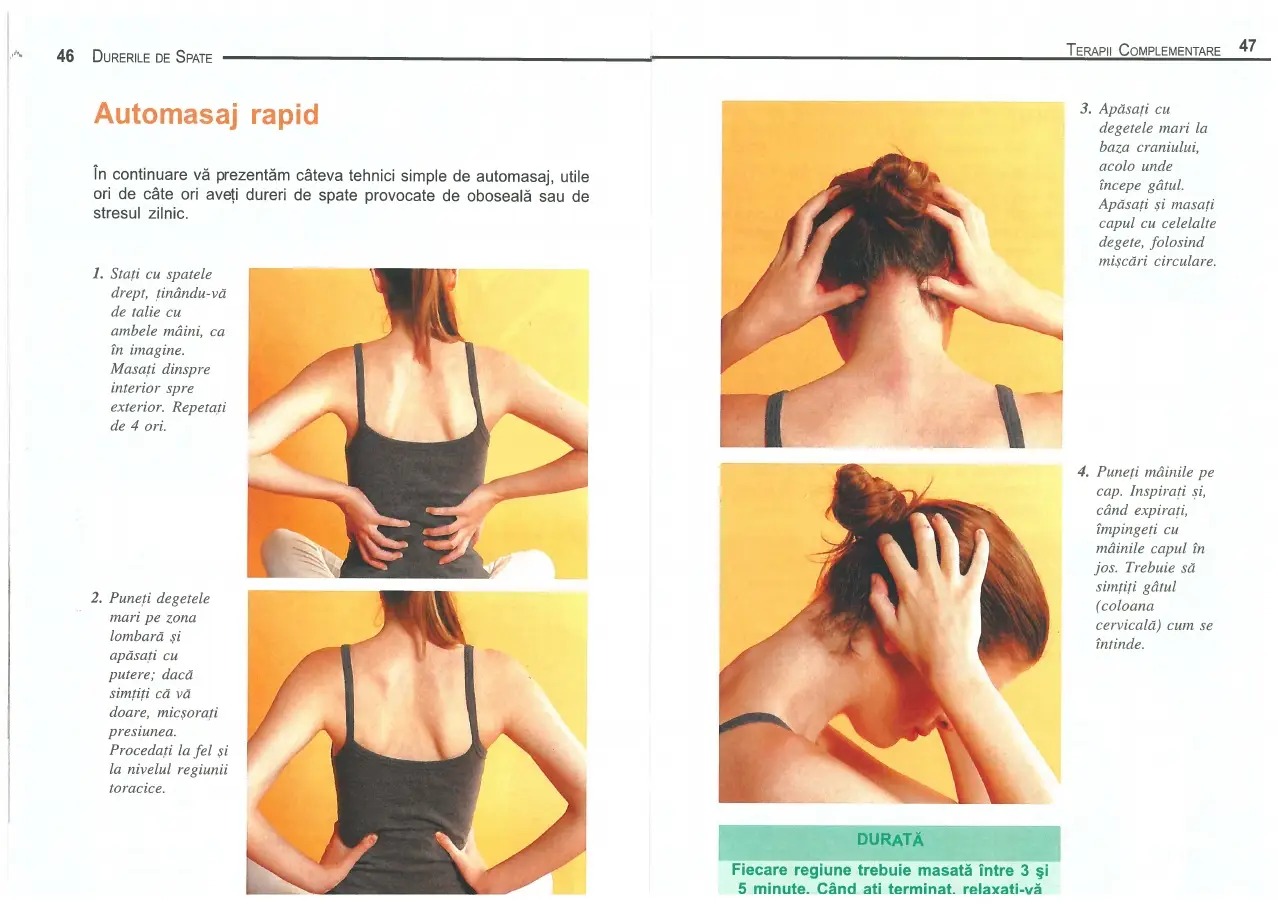 46 DURERILE DE SPATE
Automasaj rapid
În continuare vă prezentăm câteva tehnici simple de automasaj, utile
ori de câte ori aveți dureri de spate provocate de oboseală sau de
stresul zilnic.
1. Stați cu spatele
drept, ținându-vă
de talie cu
ambele mâini, ca
în imagine.
Masați dinspre
interior spre
exterior. Repetați
de 4 ori.
2. Puneți degetele
mari pe zona
lombară și
apăsați cu
putere; dacă
simțiți că vă
doare, micșorați
presiunea.
Procedați la fel și
la nivelul regiunii
toracice.
TERAPII COMPLEMENTARE 47
3. Apăsați cu
degetele mari la
baza craniului,
acolo unde
începe gâtul.
Apăsați și masați
capul cu celelalte
degete, folosind
mișcări circulare.
4. Puneți mâinile pe
cap. Inspirați și,
când expirați,
împingeți cu
mâinile capul în
jos. Trebuie să
simțiți gâtul
(coloana
cervicală) cum se
întinde.
DURATĂ
Fiecare regiune trebuie masată între 3 şi
5 minute. Când ați terminat, relaxați-vă